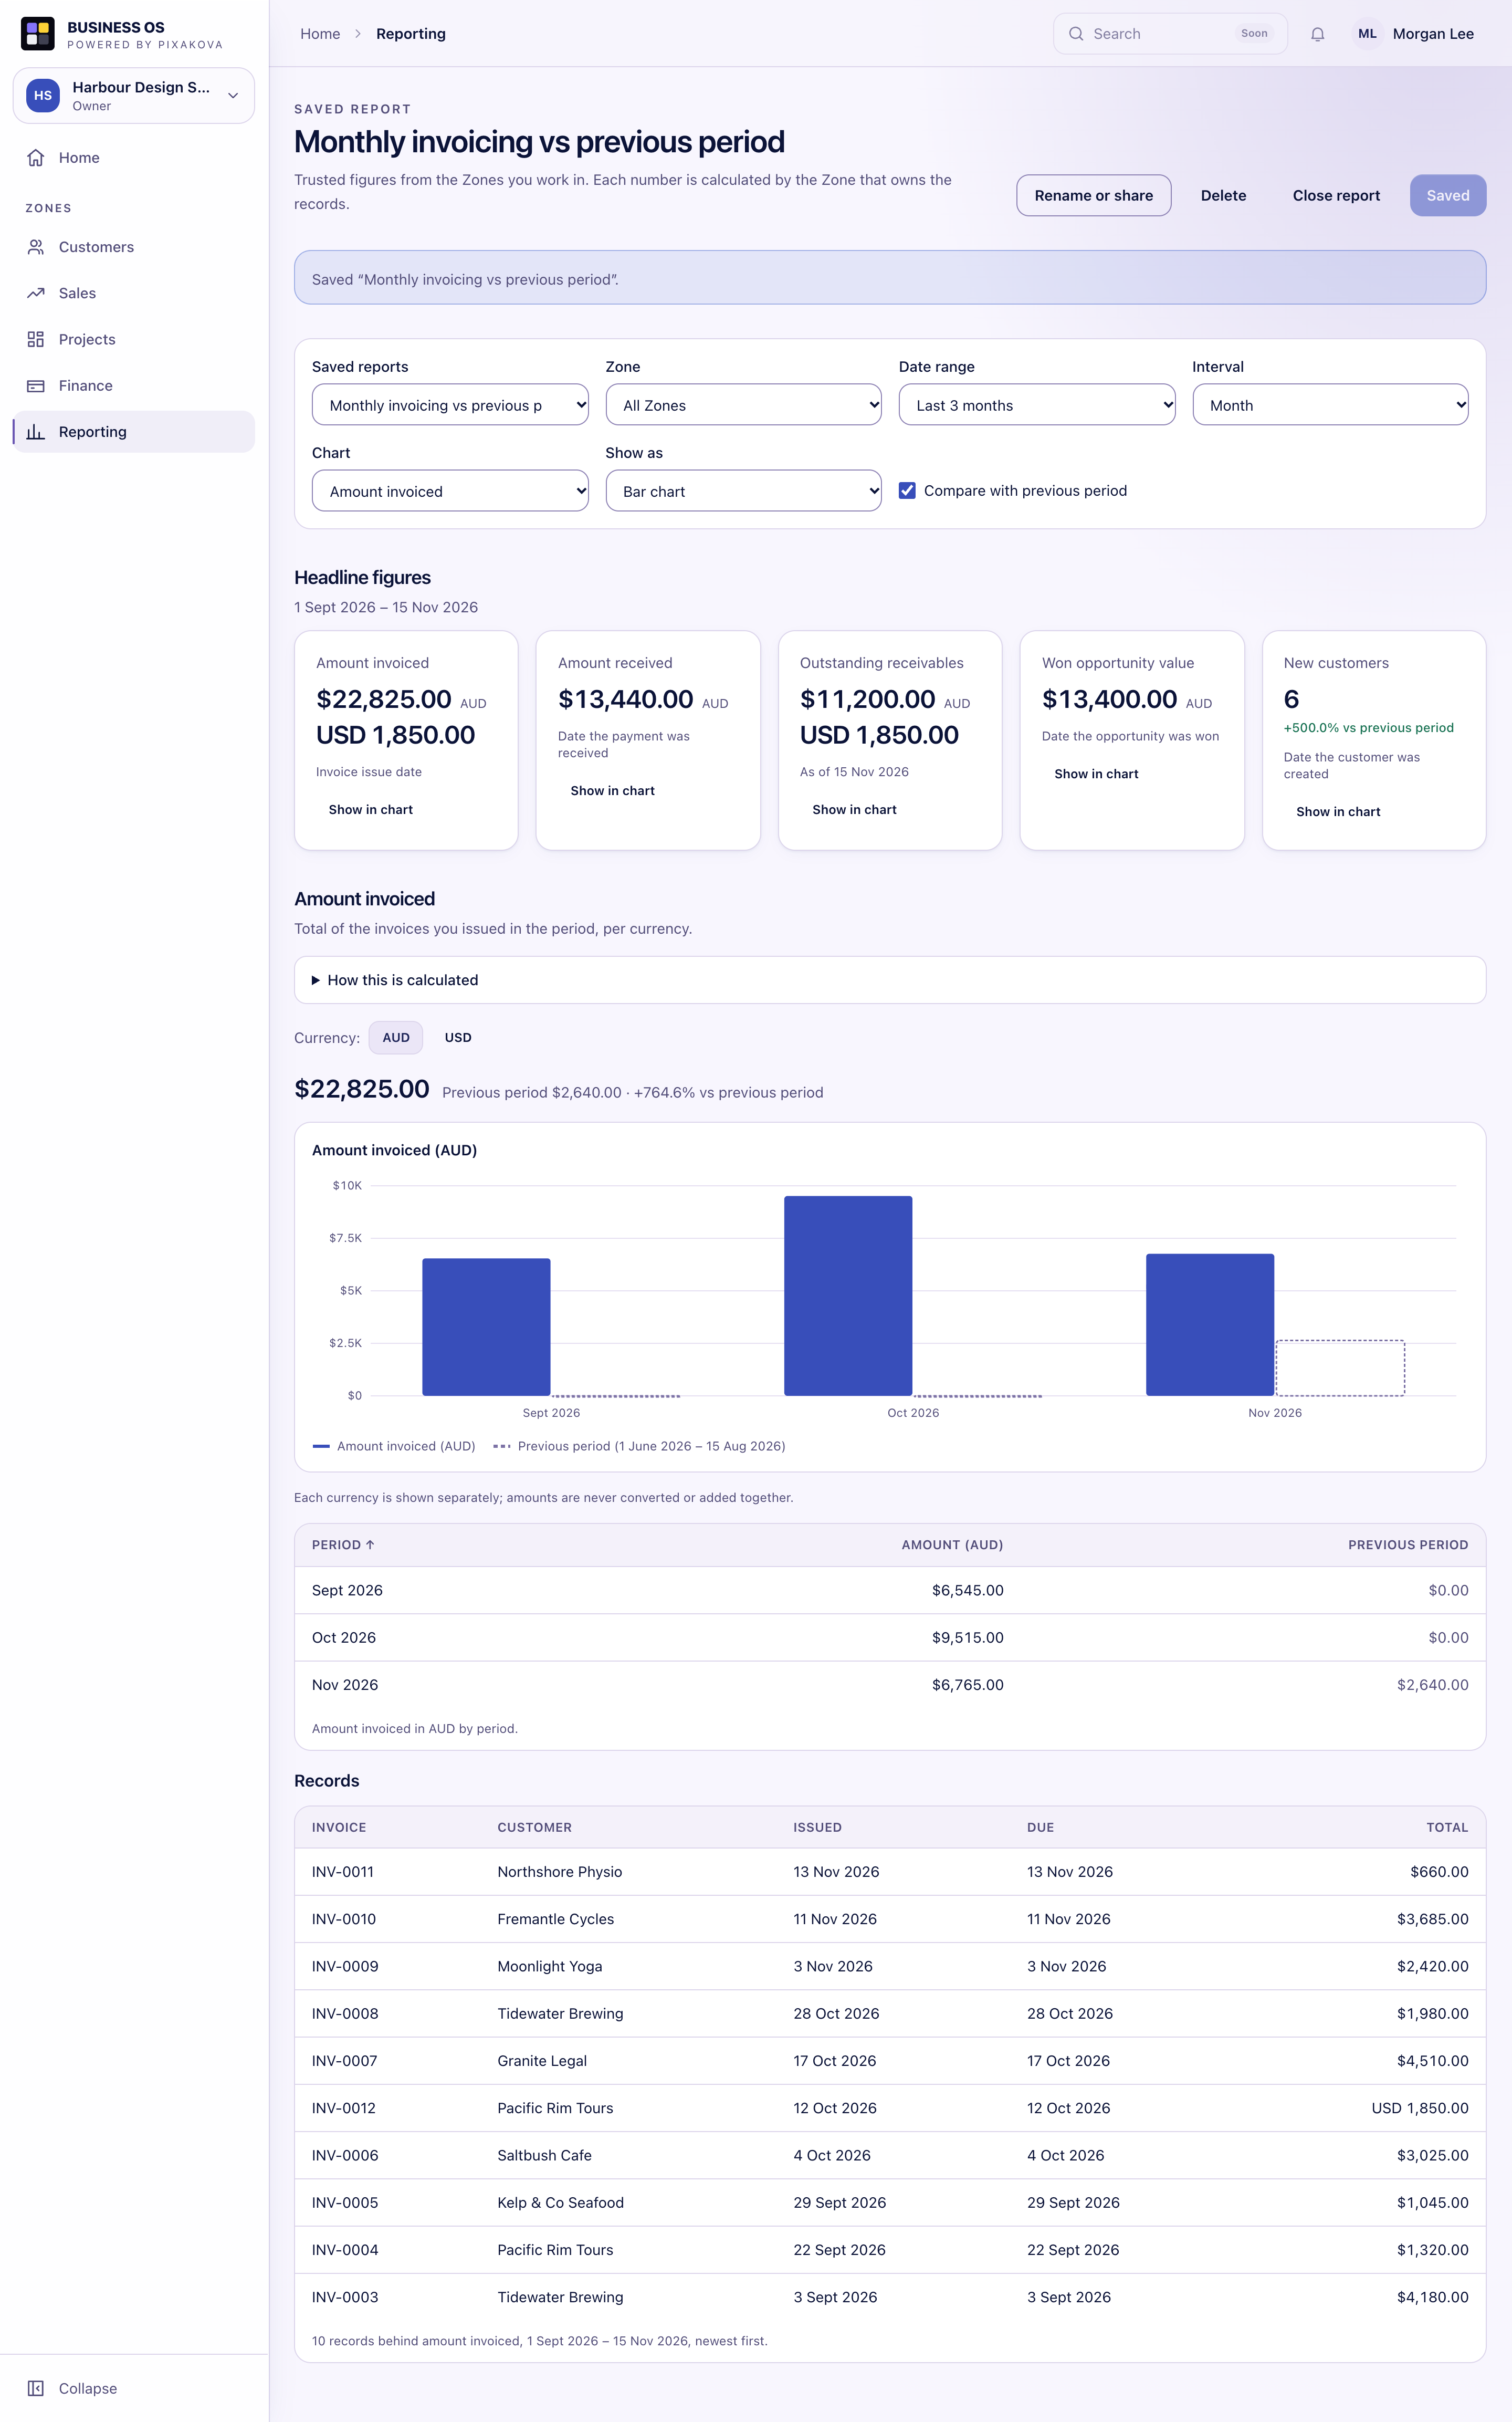 BUSINESS OS
POWERED BY PIXAKOVA
HS
Harbour Design S...
Owner
Home
ZONES
Customers
Sales
Projects
Finance
Reporting
Collapse
Home > Reporting
Search
Soon
ML
Morgan Lee
SAVED REPORT
Monthly invoicing vs previous period
Trusted figures from the Zones you work in. Each number is calculated by the Zone that owns the
records.
Rename or share
Delete
Close report
Saved
Saved “Monthly invoicing vs previous period”.
Saved reports
Monthly invoicing vs previous p
Zone
All Zones
Date range
Last 3 months
Interval
Month
Chart
Amount invoiced
Show as
Bar chart
Compare with previous period
Headline figures
1 Sept 2026 – 15 Nov 2026
Amount invoiced
$22,825.00 AUD
USD 1,850.00
Invoice issue date
Show in chart
Amount received
$13,440.00 AUD
Date the payment was
received
Show in chart
Outstanding receivables
$11,200.00 AUD
USD 1,850.00
As of 15 Nov 2026
Show in chart
Won opportunity value
$13,400.00 AUD
Date the opportunity was won
Show in chart
New customers
6
+500.0% vs previous period
Date the customer was
created
Show in chart
Amount invoiced
Total of the invoices you issued in the period, per currency.
▶ How this is calculated
Currency: AUD USD
$22,825.00 Previous period $2,640.00 · +764.6% vs previous period
Amount invoiced (AUD)
$10K
$7.5K
$5K
$2.5K
$0
Sept 2026 Oct 2026 Nov 2026
Amount invoiced (AUD) Previous period (1 June 2026 – 15 Aug 2026)
Each currency is shown separately; amounts are never converted or added together.
PERIOD ↑ AMOUNT (AUD) PREVIOUS PERIOD
Sept 2026 $6,545.00 $0.00
Oct 2026 $9,515.00 $0.00
Nov 2026 $6,765.00 $2,640.00
Amount invoiced in AUD by period.
Records
INVOICE CUSTOMER ISSUED DUE TOTAL
INV-0011 Northshore Physio 13 Nov 2026 13 Nov 2026 $660.00
INV-0010 Fremantle Cycles 11 Nov 2026 11 Nov 2026 $3,685.00
INV-0009 Moonlight Yoga 3 Nov 2026 3 Nov 2026 $2,420.00
INV-0008 Tidewater Brewing 28 Oct 2026 28 Oct 2026 $1,980.00
INV-0007 Granite Legal 17 Oct 2026 17 Oct 2026 $4,510.00
INV-0012 Pacific Rim Tours 12 Oct 2026 12 Oct 2026 USD 1,850.00
INV-0006 Saltbush Cafe 4 Oct 2026 4 Oct 2026 $3,025.00
INV-0005 Kelp & Co Seafood 29 Sept 2026 29 Sept 2026 $1,045.00
INV-0004 Pacific Rim Tours 22 Sept 2026 22 Sept 2026 $1,320.00
INV-0003 Tidewater Brewing 3 Sept 2026 3 Sept 2026 $4,180.00
10 records behind amount invoiced, 1 Sept 2026 – 15 Nov 2026, newest first.